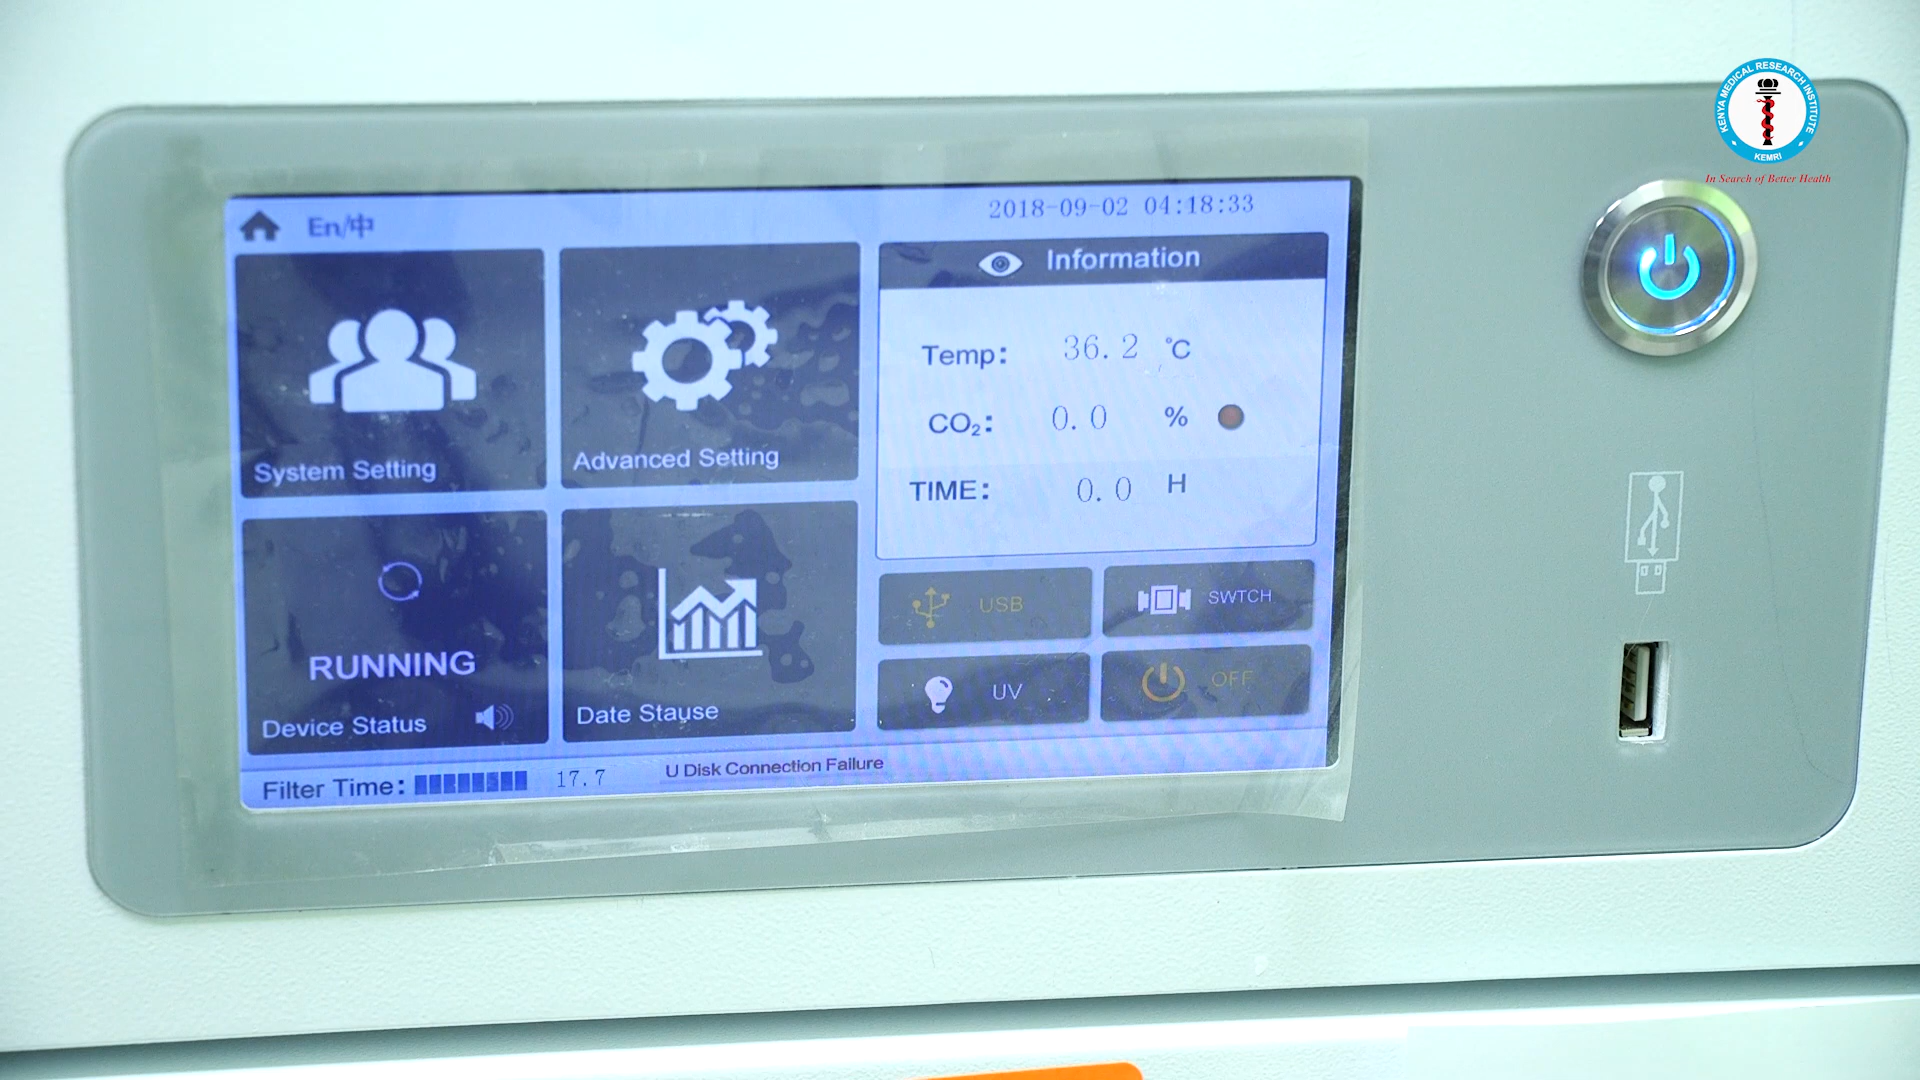 KENYA MEDICAL RESEARCH INSTITUTE
KEMRI
In Search of Better Health
En/中
2018-09-02 04:18:33
System Setting
Advanced Setting
Information
Temp: 36.2 ℃
CO₂: 0.0 %
TIME: 0.0 H
RUNNING
Device Status
Date Stause
USB
SWTCH
UV
OFF
Filter Time: 17.7
U Disk Connection Failure